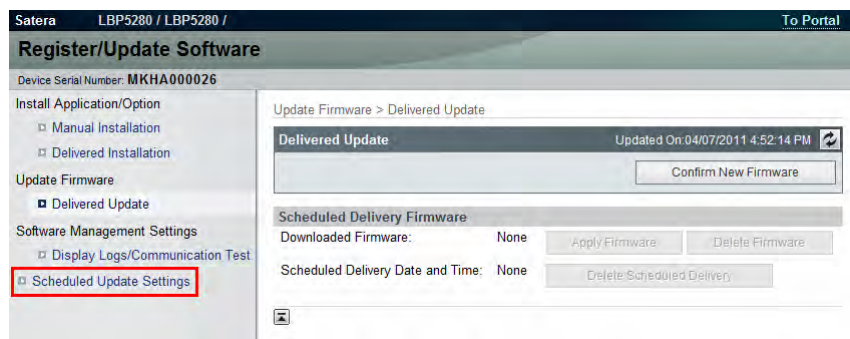 Satera LBP5280 / LBP5280 /
To Portal
Register/Update Software
Device Serial Number: MKHA000026
Install Application/Option
Manual Installation
Delivered Installation
Update Firmware
Delivered Update
Software Management Settings
Display Logs/Communication Test
Scheduled Update Settings
Update Firmware > Delivered Update
Delivered Update
Updated On:04/07/2011 4:52:14 PM
Confirm New Firmware
Scheduled Delivery Firmware
Downloaded Firmware: None Apply Firmware Delete Firmware
Scheduled Delivery Date and Time: None Delete Scheduled Delivery